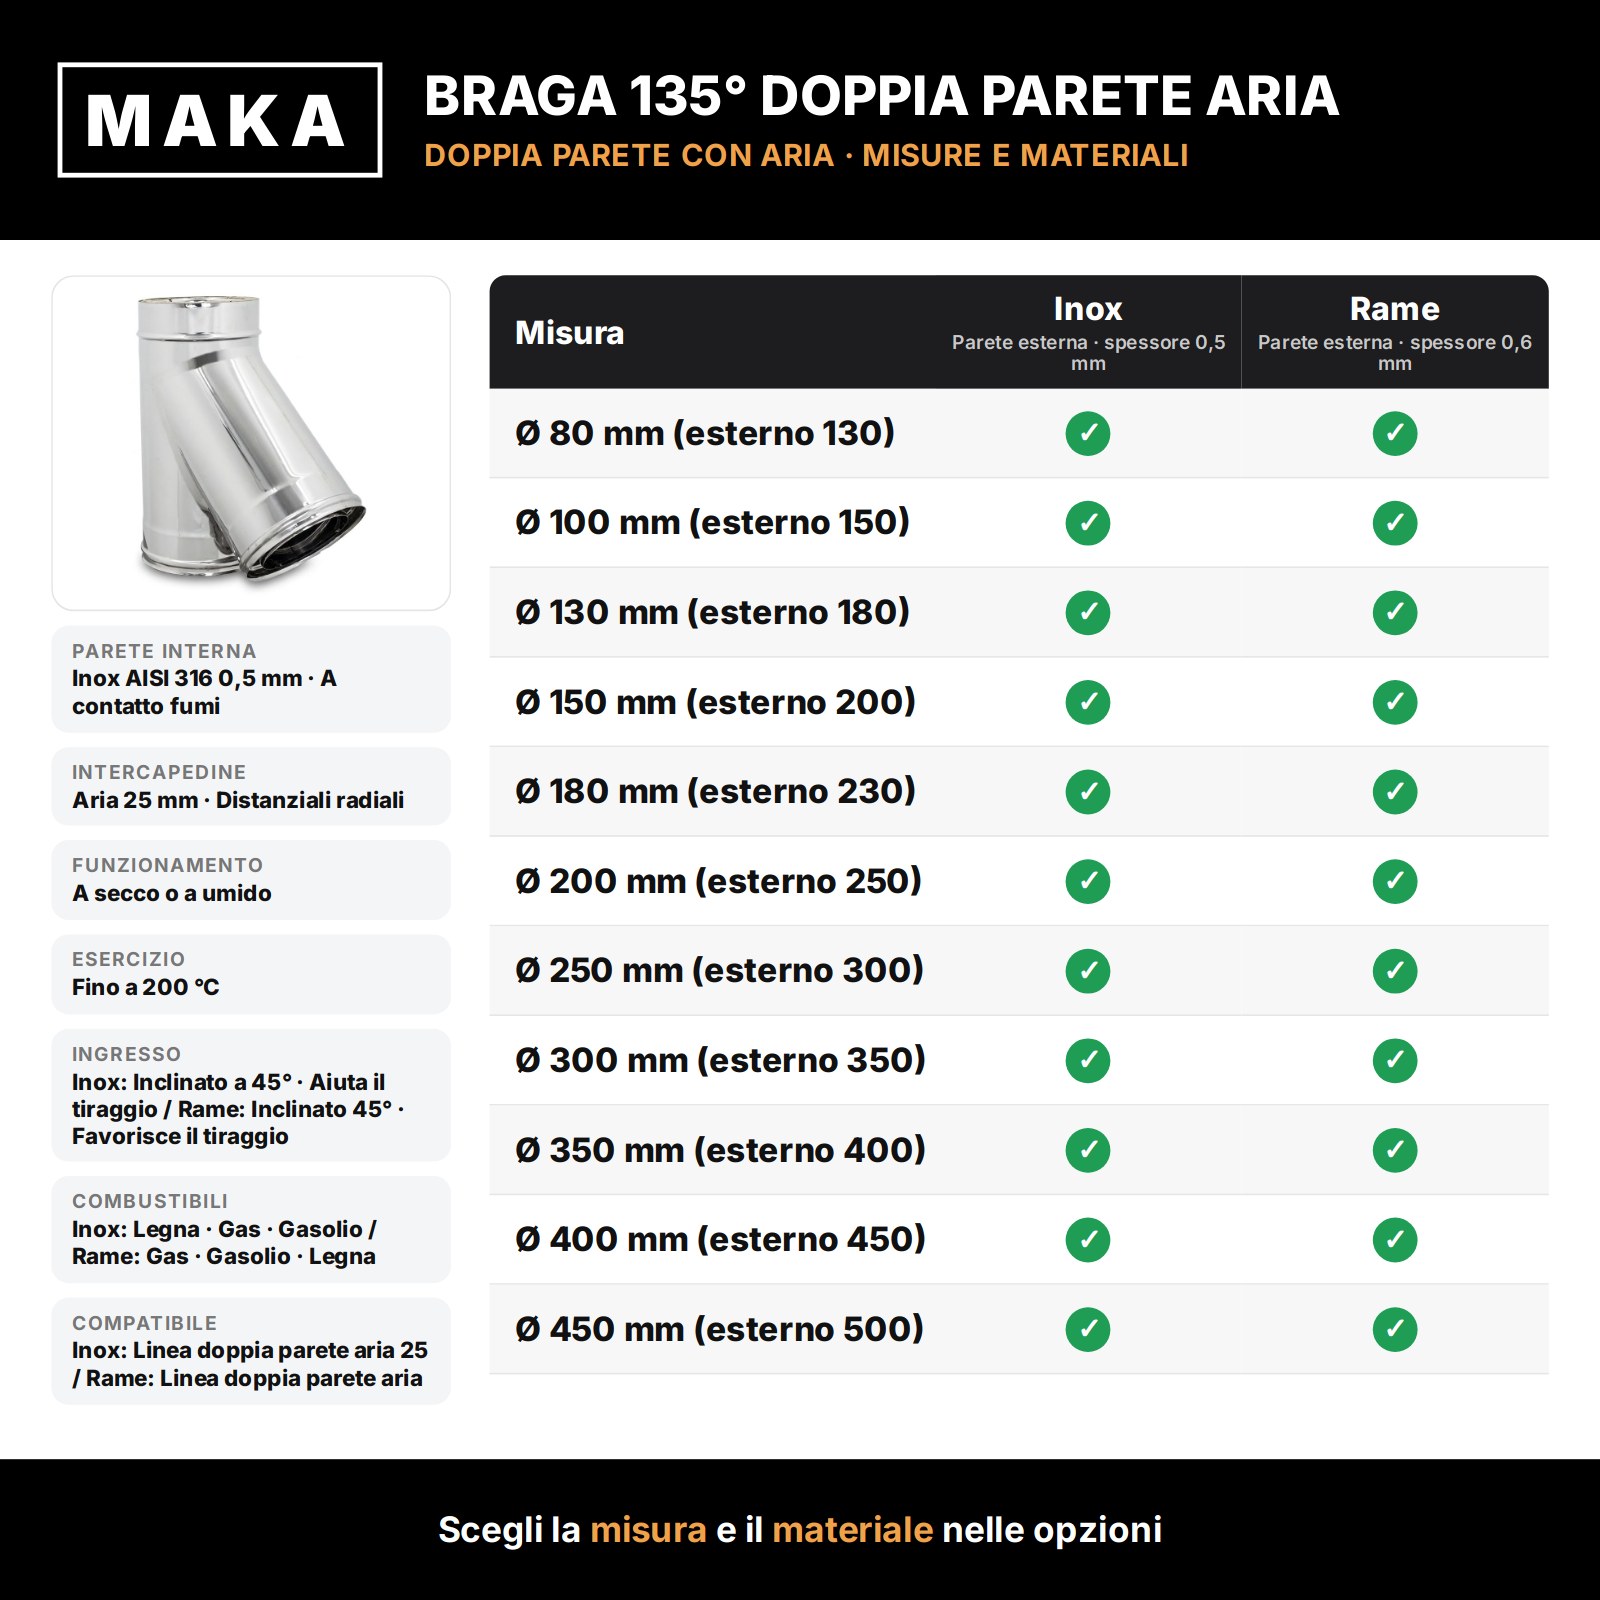 MAKA
BRAGA 135° DOPPIA PARETE ARIA
DOPPIA PARETE CON ARIA · MISURE E MATERIALI
PARETE INTERNA
Inox AISI 316 0,5 mm · A
contatto fumi
INTERCAPEDINE
Aria 25 mm · Distanziali radiali
FUNZIONAMENTO
A secco o a umido
ESERCIZIO
Fino a 200 °C
INGRESSO
Inox: Inclinato a 45° · Aiuta il
tiraggio / Rame: Inclinato 45° ·
Favorisce il tiraggio
COMBUSTIBILI
Inox: Legna · Gas · Gasolio /
Rame: Gas · Gasolio · Legna
COMPATIBILE
Inox: Linea doppia parete aria 25
/ Rame: Linea doppia parete aria
Misura
Inox
Parete esterna · spessore 0,5
mm
Rame
Parete esterna · spessore 0,6
mm
Ø 80 mm (esterno 130) ✓ ✓
Ø 100 mm (esterno 150) ✓ ✓
Ø 130 mm (esterno 180) ✓ ✓
Ø 150 mm (esterno 200) ✓ ✓
Ø 180 mm (esterno 230) ✓ ✓
Ø 200 mm (esterno 250) ✓ ✓
Ø 250 mm (esterno 300) ✓ ✓
Ø 300 mm (esterno 350) ✓ ✓
Ø 350 mm (esterno 400) ✓ ✓
Ø 400 mm (esterno 450) ✓ ✓
Ø 450 mm (esterno 500) ✓ ✓
Scegli la misura e il materiale nelle opzioni